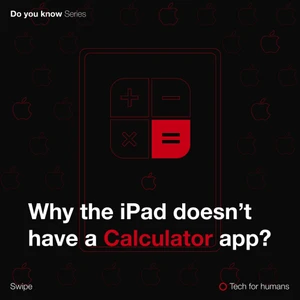 Do you know Series
Why the iPad doesn't
have a Calculator app?
Swipe
Tech for humans